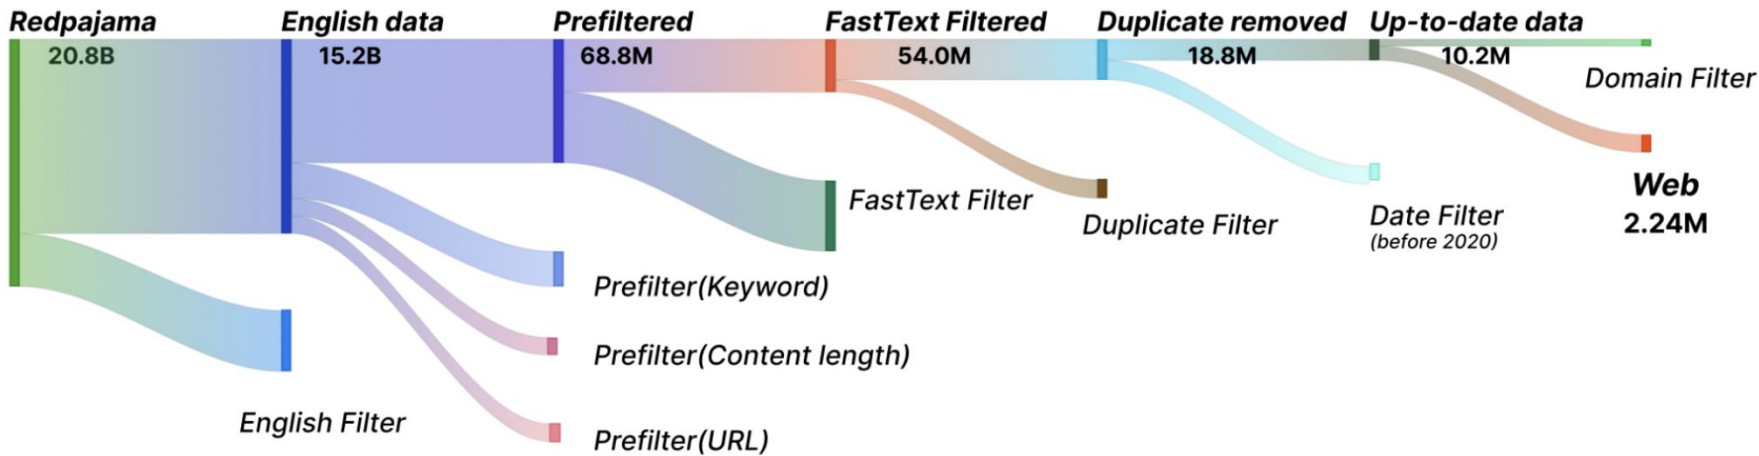 Redpajama
English data
Prefiltered
FastText Filtered
Duplicate removed
Up-to-date data
20.8B
15.2B
68.8M
54.0M
18.8M
10.2M
Domain Filter
Web
2.24M
FastText Filter
Duplicate Filter
Date Filter
(before 2020)
Prefilter(Keyword)
Prefilter(Content length)
English Filter
Prefilter(URL)